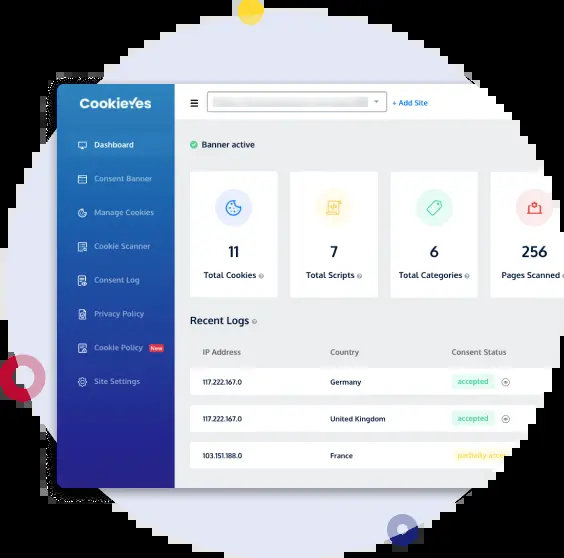 CookieYes
+ Add Site
Dashboard
Consent Banner
Manage Cookies
Cookie Scanner
Consent Log
Privacy Policy
Cookie Policy New
Site Settings
Banner active
11
Total Cookies
7
Total Scripts
6
Total Categories
256
Pages Scanned
Recent Logs
IP Address Country Consent Status
117.222.167.0 Germany accepted
117.222.167.0 United Kingdom accepted
103.151.188.0 France partially acce